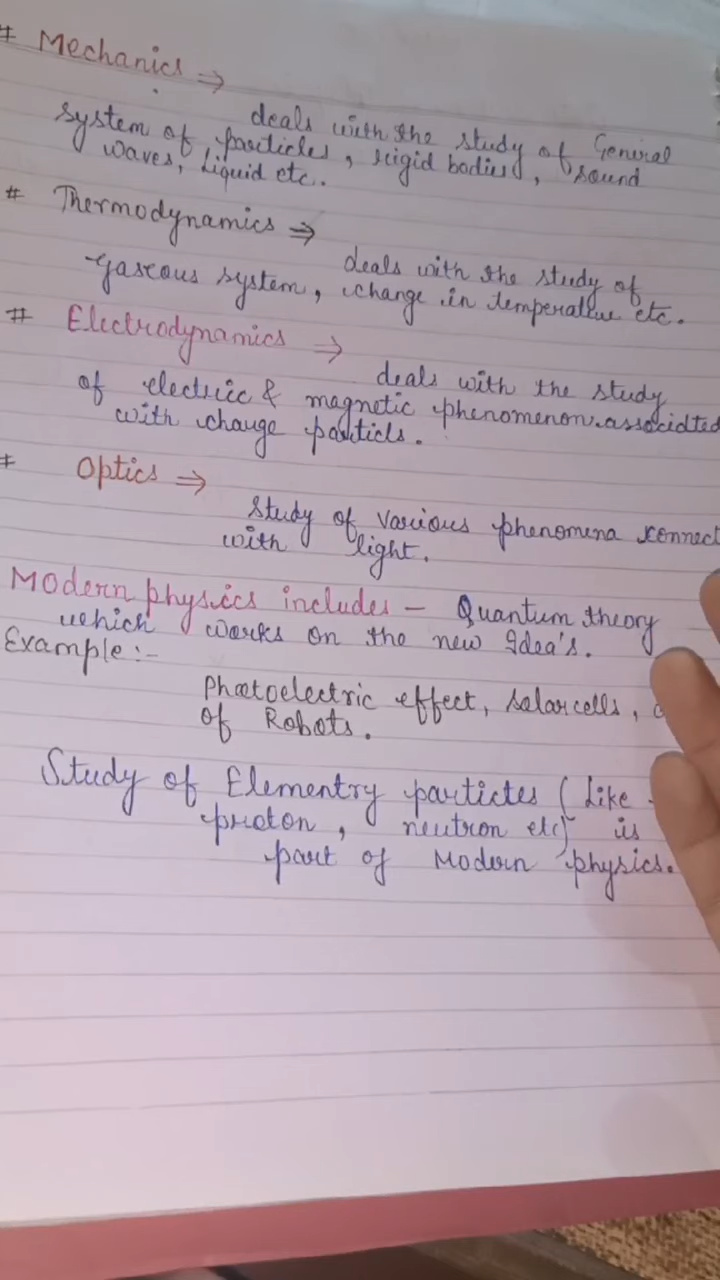 # Mechanics ⇒
deals with the study of General
system of particles, rigid bodies, sound
waves, Liquid etc.
# Thermodynamics ⇒
deals with the study of
gaseous system, change in temperature etc.
# Electrodynamics ⇒
deals with the study
of electric & magnetic phenomenon associdted
with charge particls.
# Optics ⇒
study of various phenomena connect
with light.
Modern physics includes - Quantum theory
which works on the new Idea's.
Example :-
Photoelectric effect, Solar cells,
of Robots.
Study of Elementry particles (Like -
proton, neutron etc) is
part of Modern physics.